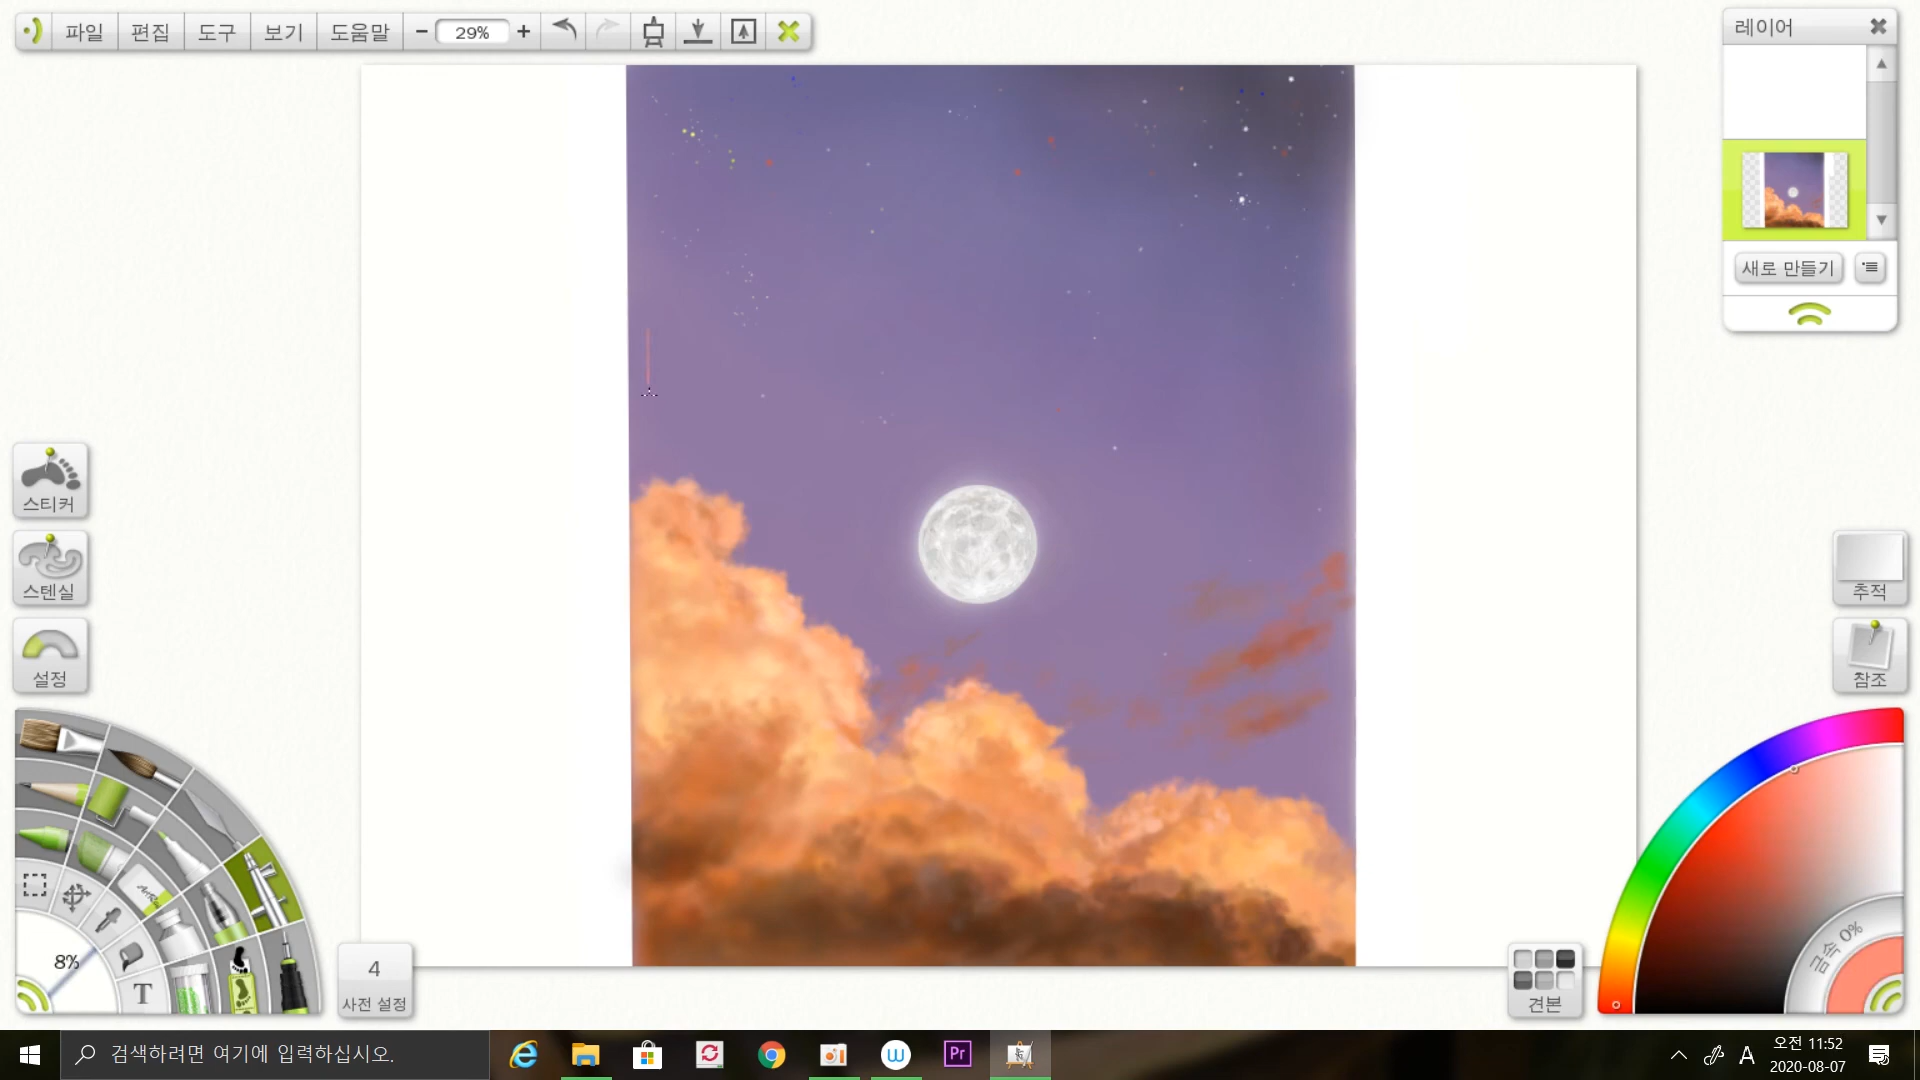 파일 편집 도구 보기 도움말 − 29% +
레이어
새로 만들기
스티커
스텐실
설정
추적
참조
8%
T
4
사전 설정
금속 0%
견본
검색하려면 여기에 입력하십시오.
Pr
A
오전 11:52
2020-08-07